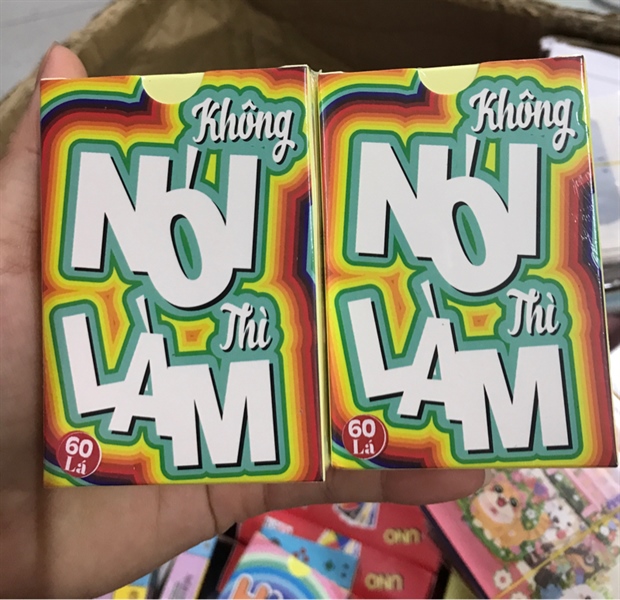 Không
NÓI
Thì
LÀM
60
Lá
Không
NÓI
Thì
LÀM
60
Lá
UNO
UNO